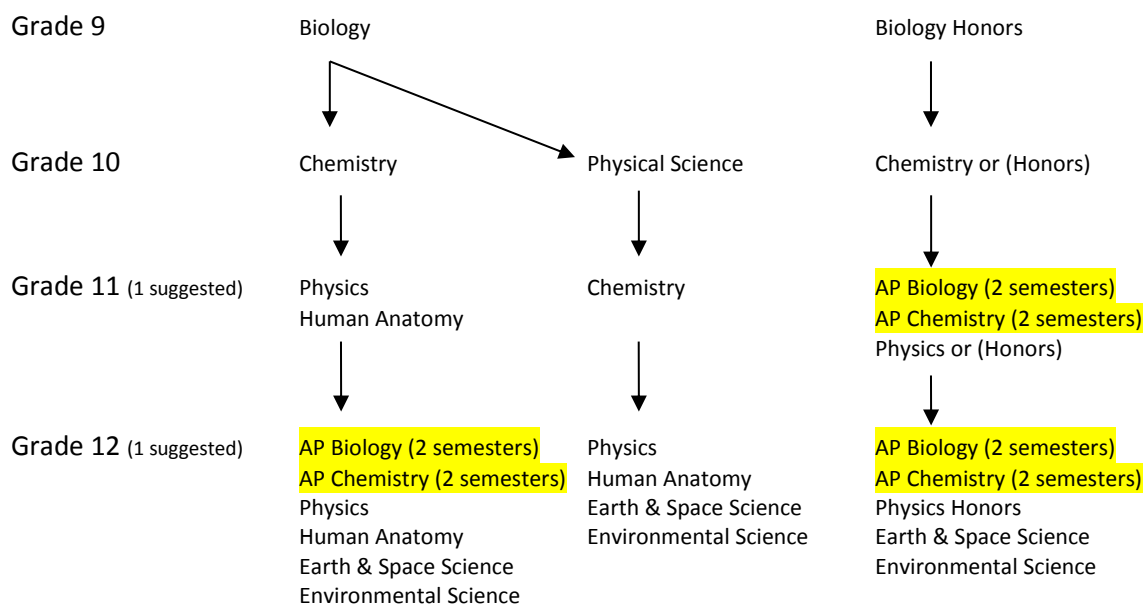 Grade 9 Biology Biology Honors
Grade 10 Chemistry Physical Science Chemistry or (Honors)
Grade 11 (1 suggested) Physics Chemistry AP Biology (2 semesters)
Human Anatomy AP Chemistry (2 semesters)
Physics or (Honors)
Grade 12 (1 suggested) AP Biology (2 semesters) Physics AP Biology (2 semesters)
AP Chemistry (2 semesters) Human Anatomy AP Chemistry (2 semesters)
Physics Earth & Space Science Physics Honors
Human Anatomy Environmental Science Earth & Space Science
Earth & Space Science Environmental Science
Environmental Science